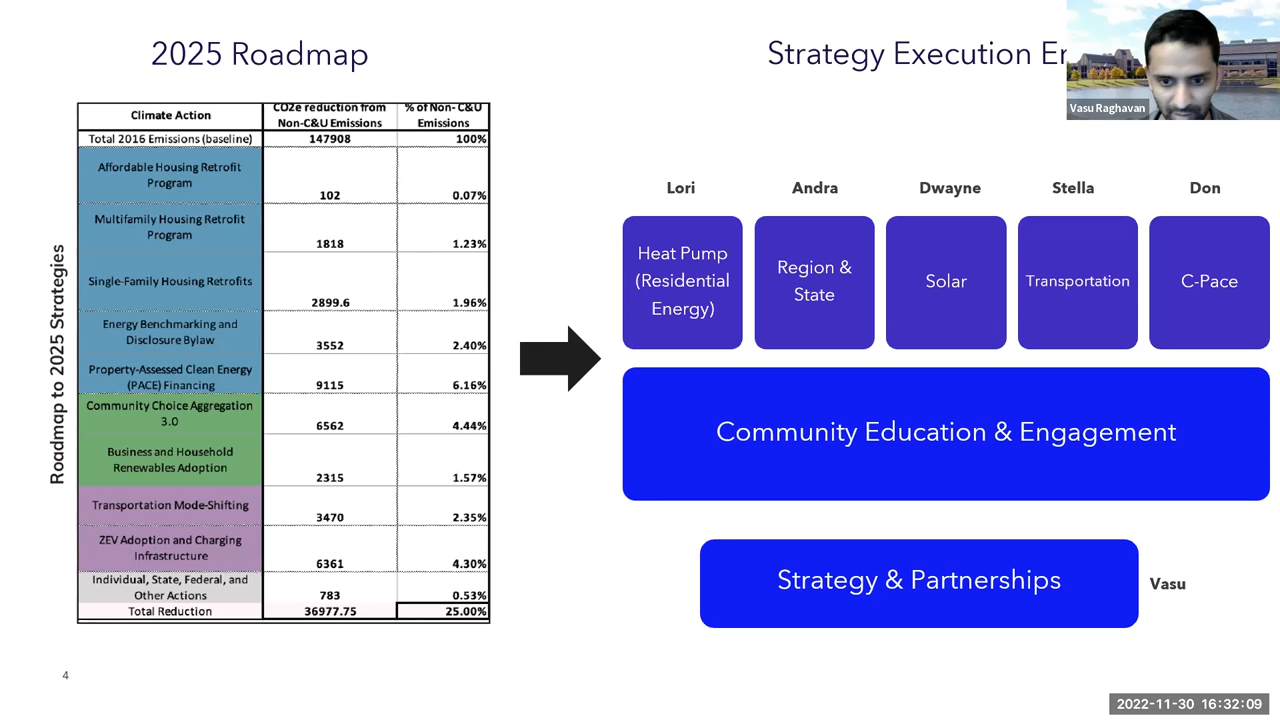 2025 Roadmap
Strategy Execution
Vasu Raghavan
Roadmap to 2025 Strategies
Climate Action
CO2e reduction from
Non-C&U Emissions
% of Non- C&U
Emissions
Total 2016 Emissions (baseline) 147908 100%
Affordable Housing Retrofit
Program
102 0.07%
Multifamily Housing Retrofit
Program
1818 1.23%
Single-Family Housing Retrofits
2899.6 1.96%
Energy Benchmarking and
Disclosure Bylaw
3552 2.40%
Property-Assessed Clean Energy
(PACE) Financing
9115 6.16%
Community Choice Aggregation
3.0
6562 4.44%
Business and Household
Renewables Adoption
2315 1.57%
Transportation Mode-Shifting
3470 2.35%
ZEV Adoption and Charging
Infrastructure
6361 4.30%
Individual, State, Federal, and
Other Actions
783 0.53%
Total Reduction 36977.75 25.00%
Lori
Andra
Dwayne
Stella
Don
Heat Pump
(Residential
Energy)
Region &
State
Solar
Transportation
C-Pace
Community Education & Engagement
Strategy & Partnerships
Vasu
4
2022-11-30 16:32:09